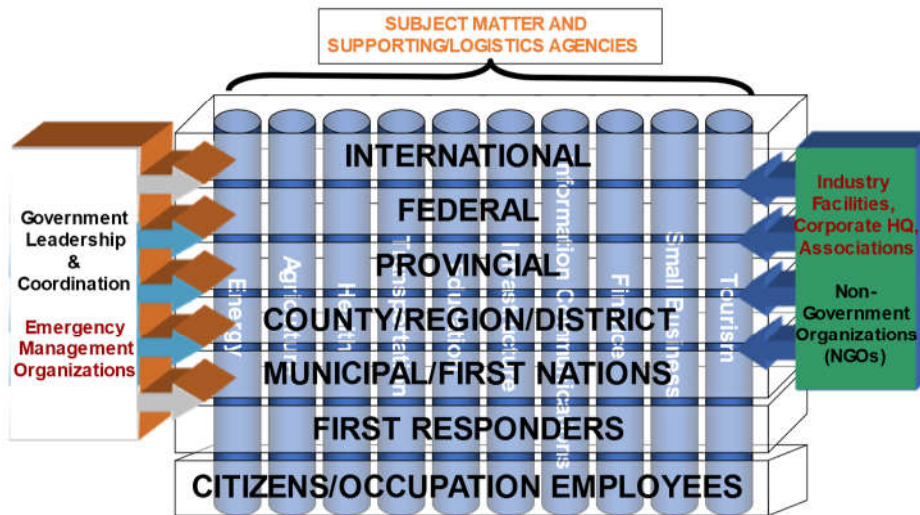 SUBJECT MATTER AND
SUPPORTING/LOGISTICS AGENCIES
Government
Leadership
&
Coordination
Emergency
Management
Organizations
INTERNATIONAL
FEDERAL
PROVINCIAL
COUNTY/REGION/DISTRICT
MUNICIPAL/FIRST NATIONS
FIRST RESPONDERS
CITIZENS/OCCUPATION EMPLOYEES
Energy
Agriculture
Health
Transportation
Education
Infrastructure
Information Communications
Finance
Small Business
Tourism
Industry
Facilities,
Corporate HQ,
Associations
Non-
Government
Organizations
(NGOs)